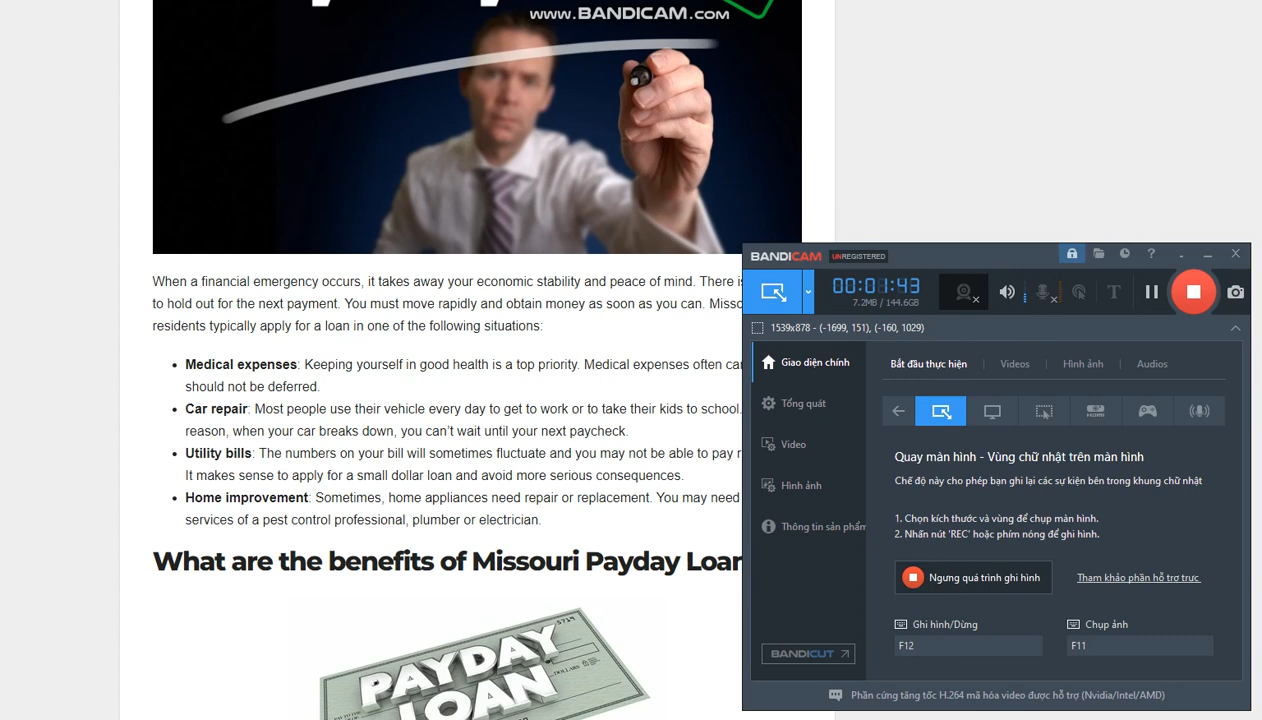 www.BANDICAM.com
When a financial emergency occurs, it takes away your economic stability and peace of mind. There
to hold out for the next payment. You must move rapidly and obtain money as soon as you can.
residents typically apply for a loan in one of the following situations:
Medical expenses: Keeping yourself in good health is a top priority. Medical expenses often
should not be deferred.
Car repair: Most people use their vehicle every day to get to work or to take their kids to school.
reason, when your car breaks down, you can't wait until your next paycheck.
Utility bills: The numbers on your bill will sometimes fluctuate and you may not be able to pay
It makes sense to apply for a small dollar loan and avoid more serious consequences.
Home improvement: Sometimes, home appliances need repair or replacement. You may need
services of a pest control professional, plumber or electrician.
What are the benefits of Missouri Payday
PAYDAY
LOAN
5719
DOLLARS
BANDICAM UNREGISTERED
00:01:43
7.2MB / 144.6GB
1539x878 - (-1699, 151), (-160, 1029)
Giao diện chính
Tổng quát
Video
Hình ảnh
Thông tin sản phẩm
BANDICUT
Bắt đầu thực hiện
Videos
Hình ảnh
Audios
Quay màn hình - Vùng chữ nhật trên màn hình
Chế độ này cho phép bạn ghi lại các sự kiện bên trong khung chữ nhật
1. Chọn kích thước và vùng để chụp màn hình.
2. Nhấn nút 'REC' hoặc phím nóng để ghi hình.
Ngưng quá trình ghi hình
Tham khảo phần hỗ trợ trực
Ghi hình/Dừng
Chụp ảnh
F12
F11
Phần cứng tăng tốc H.264 mã hóa video được hỗ trợ (Nvidia/Intel/AMD)